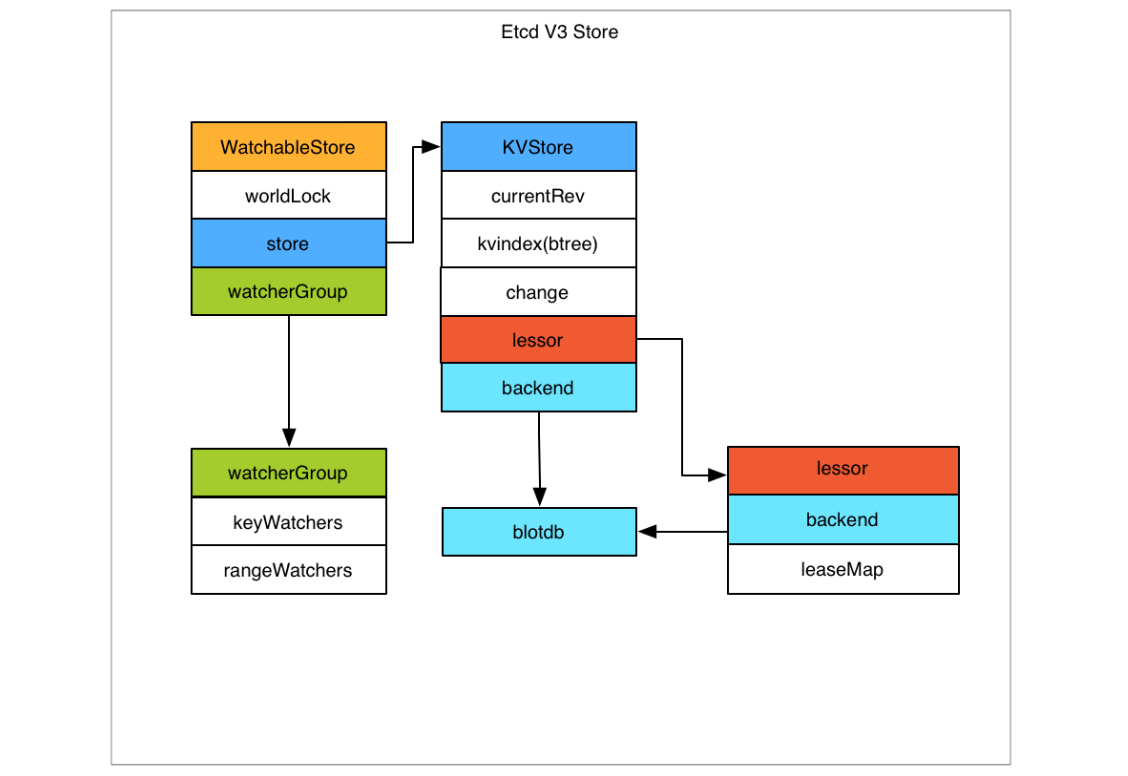 Etcd V3 Store
WatchableStore
worldLock
store
watcherGroup
KVStore
currentRev
kvindex(btree)
change
lessor
backend
watcherGroup
keyWatchers
rangeWatchers
blotdb
lessor
backend
leaseMap